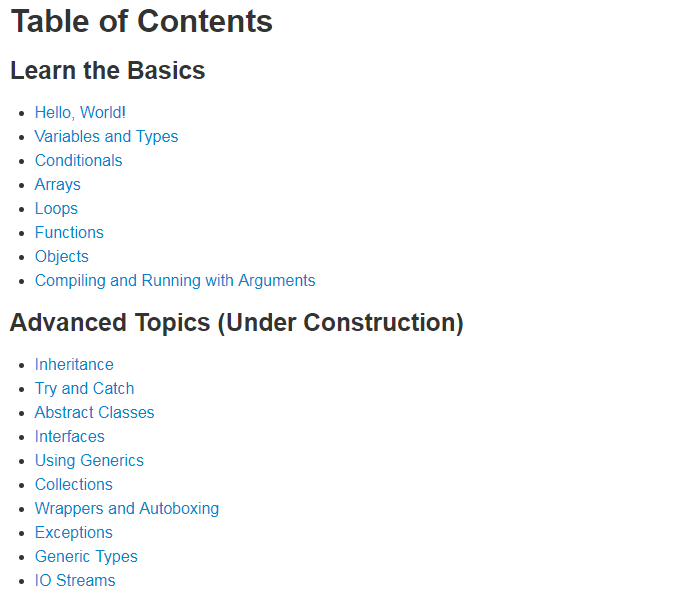 Table of Contents
Learn the Basics
Hello, World!
Variables and Types
Conditionals
Arrays
Loops
Functions
Objects
Compiling and Running with Arguments
Advanced Topics (Under Construction)
Inheritance
Try and Catch
Abstract Classes
Interfaces
Using Generics
Collections
Wrappers and Autoboxing
Exceptions
Generic Types
IO Streams